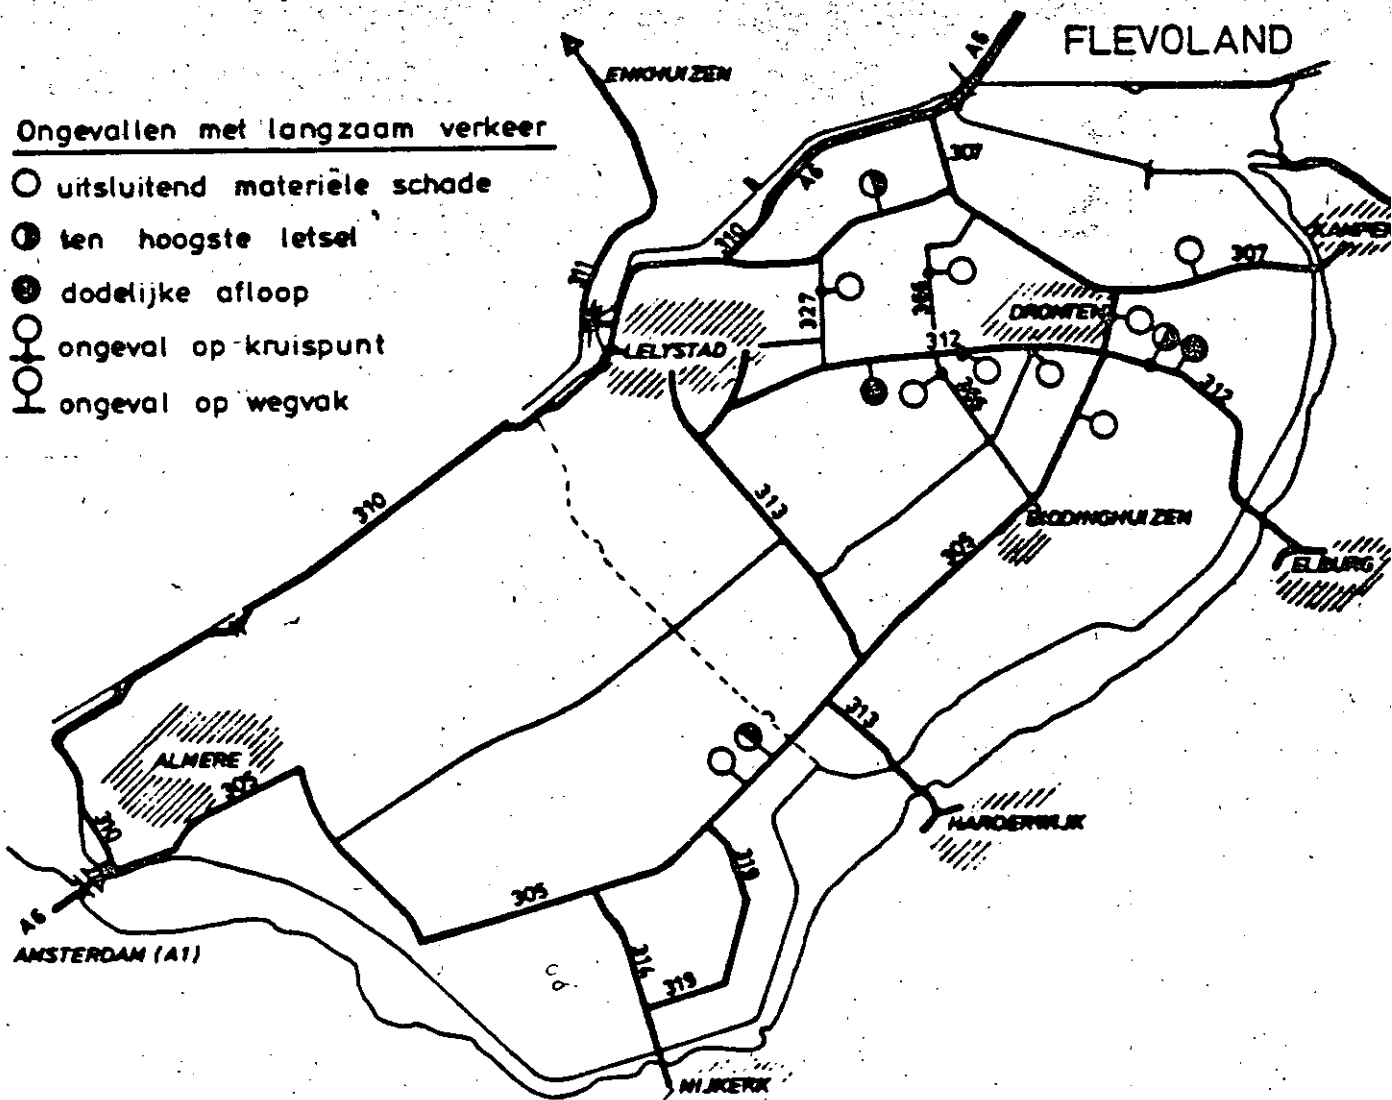 FLEVOLAND
A6
ENKHUIZEN
Ongevallen met langzaam verkeer
uitsluitend materiële schade
ten hoogste letsel
dodelijke afloop
ongeval op kruispunt
ongeval op wegvak
307
A6
310
311
KAMPEN
307
327
DRONTEN
LELYSTAD
312
312
313
310
BIDDINGHUIZEN
305
ELBURG
313
ALMERE
305
310
HARDERWIJK
319
305
A6
AMSTERDAM (A1)
319
NIJKERK